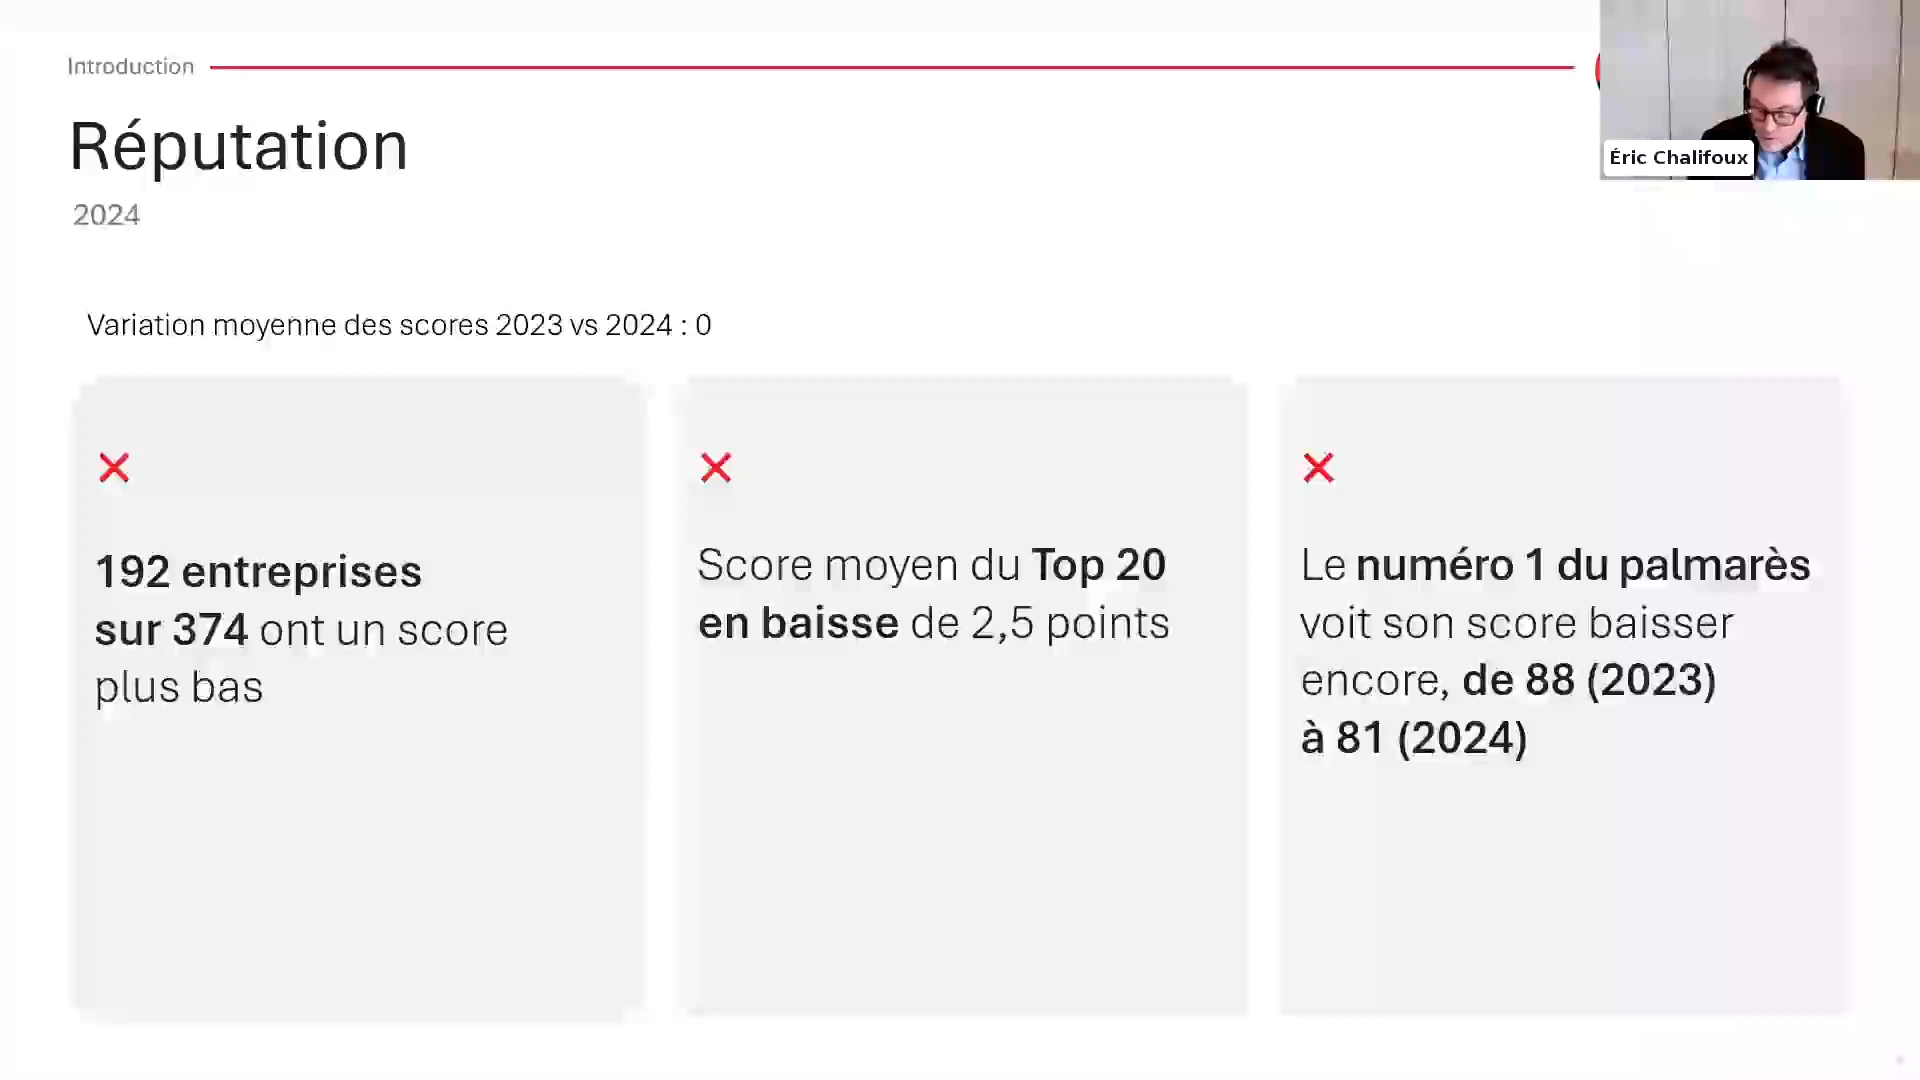 Introduction
Réputation
2024
Éric Chalifoux
Variation moyenne des scores 2023 vs 2024 : 0
192 entreprises
sur 374 ont un score
plus bas
Score moyen du Top 20
en baisse de 2,5 points
Le numéro 1 du palmarès
voit son score baisser
encore, de 88 (2023)
à 81 (2024)